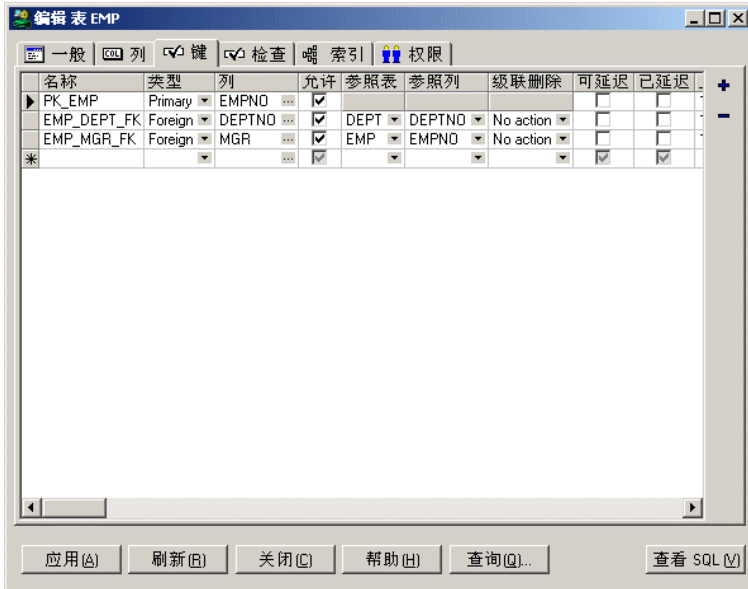 编辑 表 EMP
一般 COL 列 键 检查 索引 权限
名称 类型 列 允许 参照表 参照列 级联删除 可延迟 已延迟
PK_EMP Primary EMPNO ...
EMP_DEPT_FK Foreign DEPTNO ... DEPT DEPTNO No action
EMP_MGR_FK Foreign MGR ... EMP EMPNO No action
...
应用(A) 刷新(R) 关闭(C) 帮助(H) 查询(Q)... 查看 SQL (V)